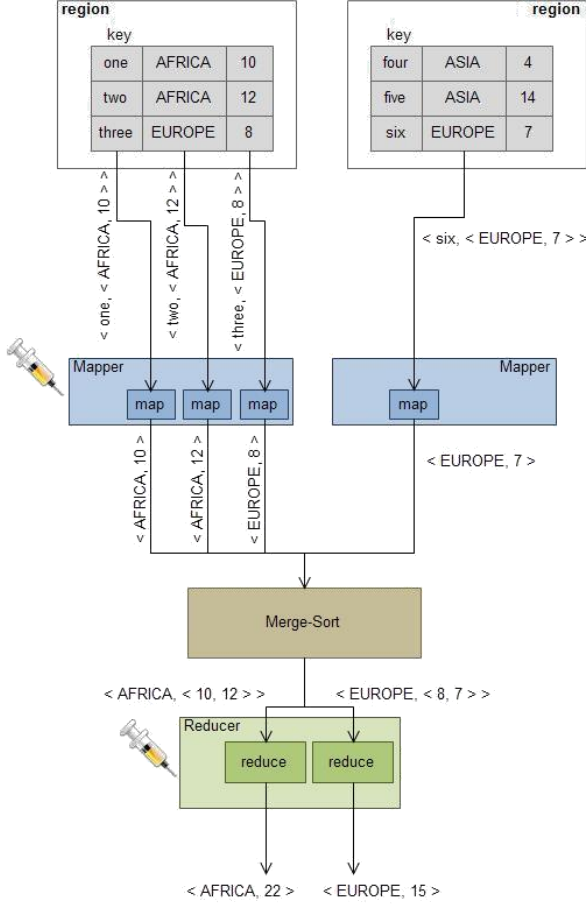 region
region
key
key
one AFRICA 10
four ASIA 4
two AFRICA 12
five ASIA 14
three EUROPE 8
six EUROPE 7
< one, < AFRICA, 10 > >
< two, < AFRICA, 12 > >
< three, < EUROPE, 8 > >
< six, < EUROPE, 7 > >
Mapper
Mapper
map
map
map
map
< AFRICA, 10 >
< AFRICA, 12 >
< EUROPE, 8 >
< EUROPE, 7 >
Merge-Sort
< AFRICA, < 10, 12 > >
< EUROPE, < 8, 7 > >
Reducer
reduce
reduce
< AFRICA, 22 >
< EUROPE, 15 >